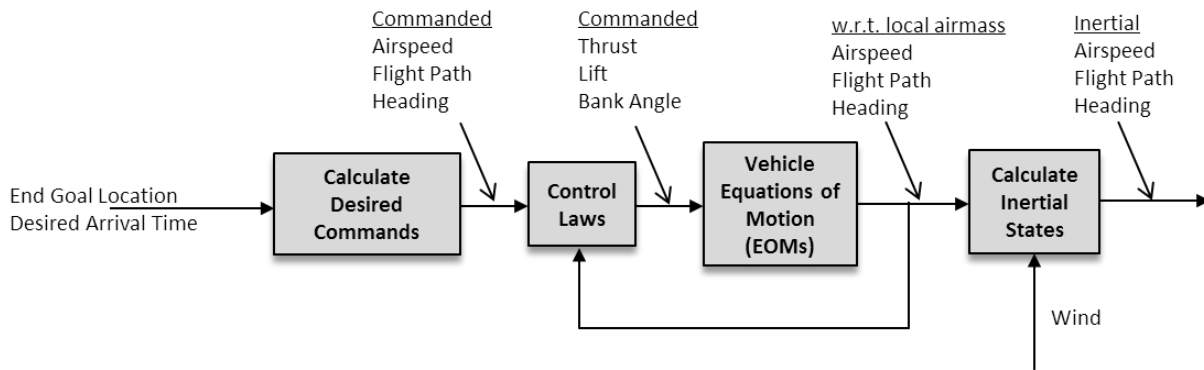 Commanded
Airspeed
Flight Path
Heading
Commanded
Thrust
Lift
Bank Angle
w.r.t. local airmass
Airspeed
Flight Path
Heading
Inertial
Airspeed
Flight Path
Heading
End Goal Location
Desired Arrival Time
Calculate
Desired
Commands
Control
Laws
Vehicle
Equations of
Motion
(EOMs)
Calculate
Inertial
States
Wind